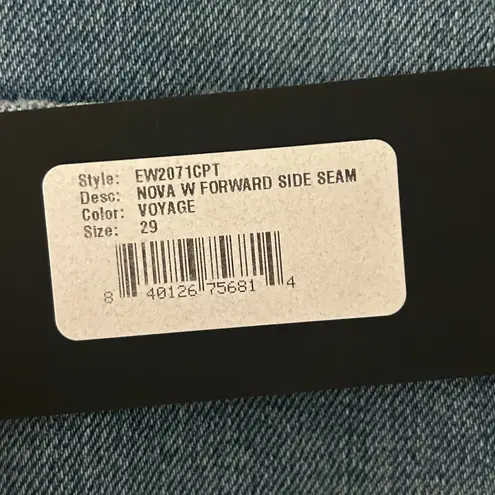 Style: EW2071CPT
Desc: NOVA W FORWARD SIDE SEAM
Color: VOYAGE
Size: 29
8 40126 75681 4